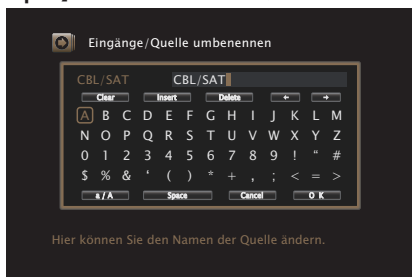 Eingänge/Quelle umbenennen
CBL/SAT CBL/SAT
Clear Insert Delete ← →
A B C D E F G H I J K L M
N O P Q R S T U V W X Y Z
0 1 2 3 4 5 6 7 8 9 ! “ #
$ % & ‘ ( ) * + , ; < = >
a / A Space Cancel O K
Hier können Sie den Namen der Quelle ändern.